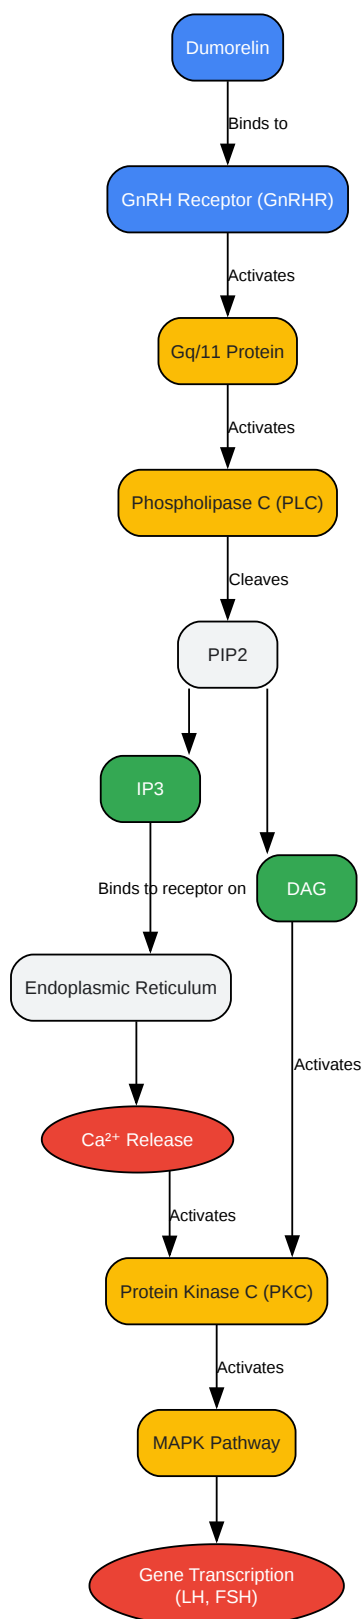 Dumorelin
Binds to
GnRH Receptor (GnRHR)
Activates
Gq/11 Protein
Activates
Phospholipase C (PLC)
Cleaves
PIP2
IP3
Binds to receptor on
DAG
Endoplasmic Reticulum
Activates
Ca²⁺ Release
Activates
Protein Kinase C (PKC)
Activates
MAPK Pathway
Gene Transcription
(LH, FSH)